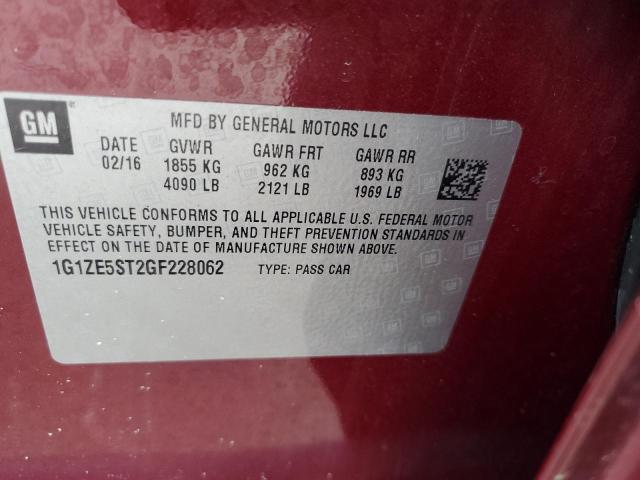 GM
MFD BY GENERAL MOTORS LLC
DATE GVWR GAWR FRT GAWR RR
02/16 1855 KG 962 KG 893 KG
4090 LB 2121 LB 1969 LB
THIS VEHICLE CONFORMS TO ALL APPLICABLE U.S. FEDERAL MOTOR
VEHICLE SAFETY, BUMPER, AND THEFT PREVENTION STANDARDS IN
EFFECT ON THE DATE OF MANUFACTURE SHOWN ABOVE.
1G1ZE5ST2GF228062 TYPE: PASS CAR